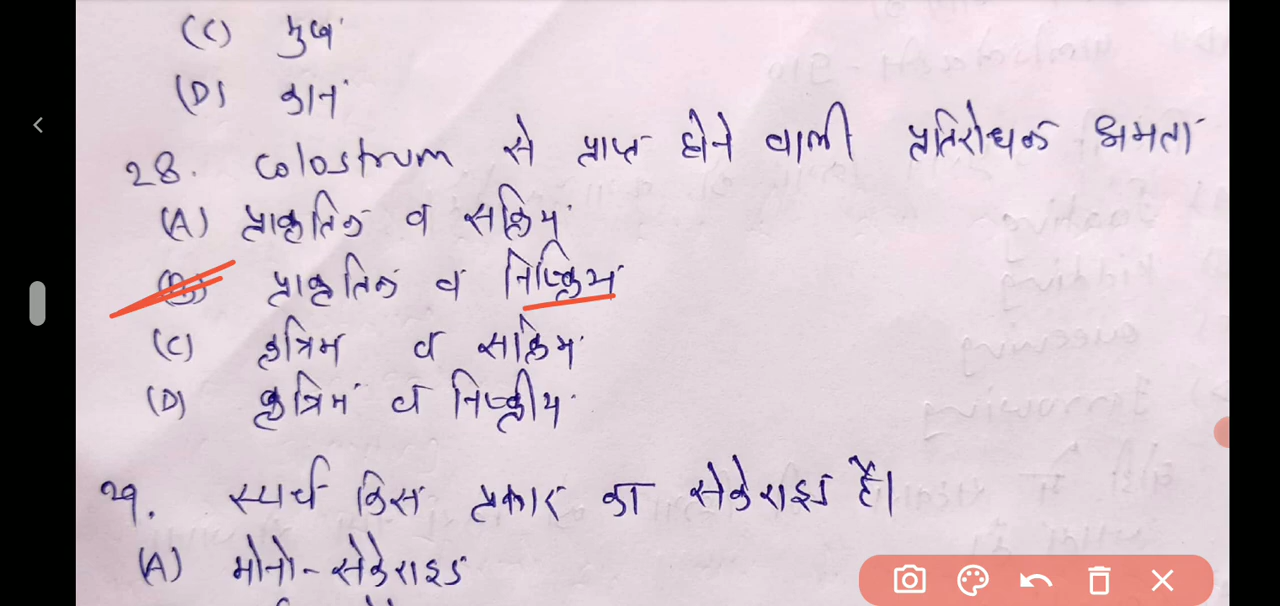 (C) मुख
(D) कान
28. Colostrum से प्राप्त होने वाली प्रतिरोधक क्षमता
(A) प्राकृतिक व सक्रिय
(B) प्राकृतिक व निष्क्रिय
(C) कृत्रिम व सक्रिय
(D) कृत्रिम व निष्क्रीय
29. स्टार्च किस प्रकार का सेकेराइड है।
(A) मोनो-सेकेराइड